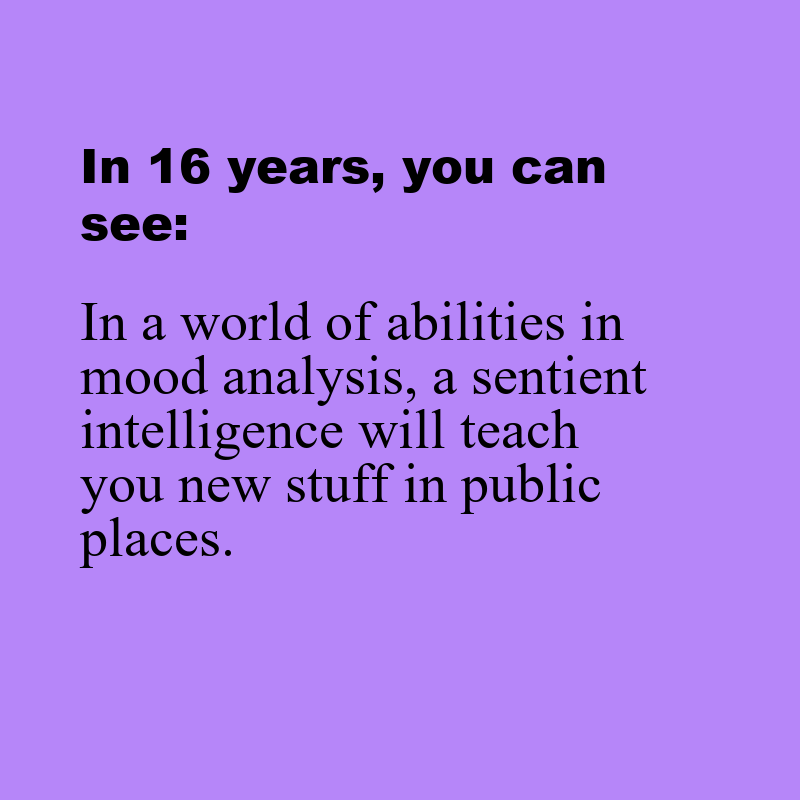 In 16 years, you can
see:
In a world of abilities in
mood analysis, a sentient
intelligence will teach
you new stuff in public
places.